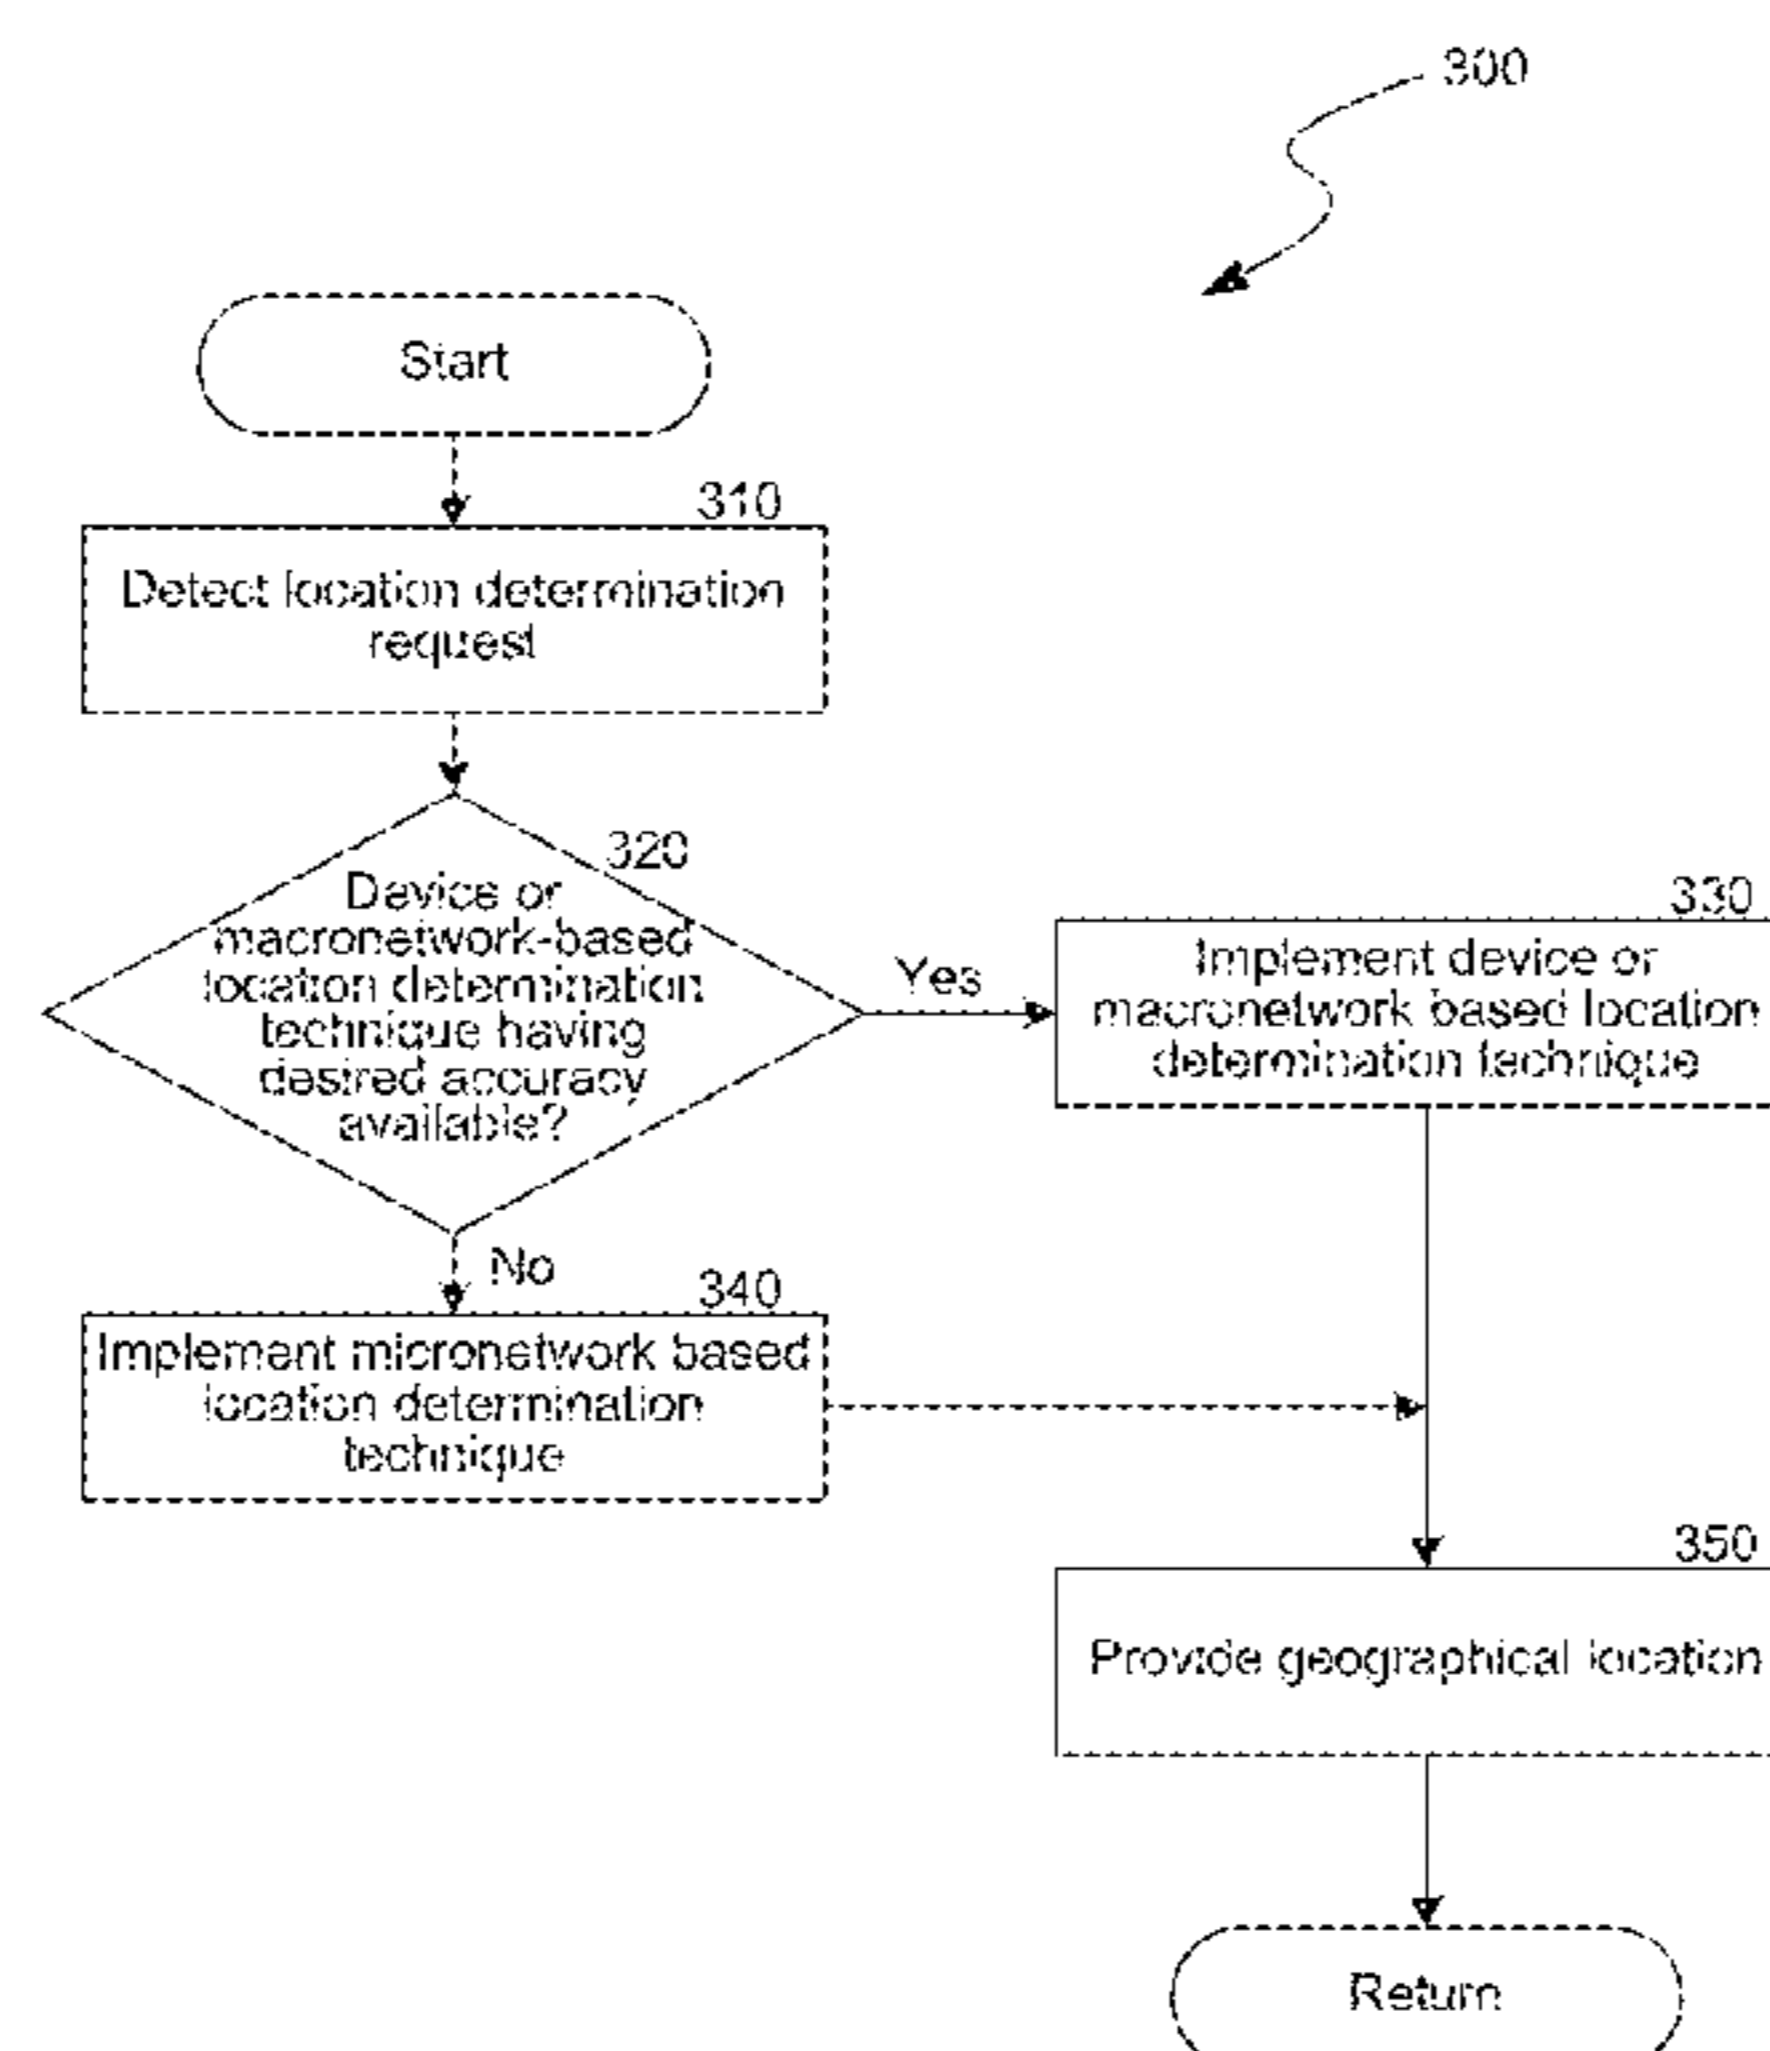 300
Start
310
Detect location determination
request
320
Device or
macronetwork-based
location determination
technique having
desired accuracy
available?
Yes
330
Implement device or
macronetwork based location
determination technique
No
340
Implement micronetwork based
location determination
technique
350
Provide geographical location
Return